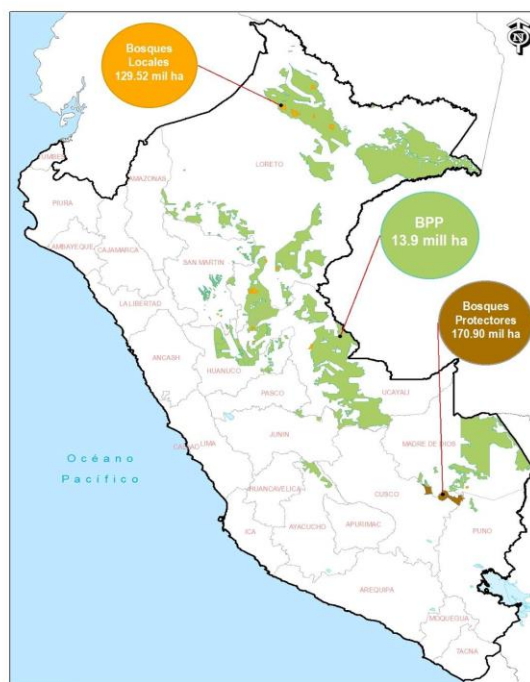 Bosques
Locales
129.52 mil ha
N
LORETO
TUMBES
AMAZONAS
PIURA
LAMBAYEQUE
CAJAMARCA
SAN MARTIN
BPP
13.9 mill ha
LA LIBERTAD
Bosques
Protectores
170.90 mil ha
ANCASH
HUANUCO
UCAYALI
PASCO
Océano
Pacífico
CALLAO
LIMA
JUNIN
MADRE DE DIOS
HUANCAVELICA
CUSCO
ICA
AYACUCHO
APURIMAC
PUNO
AREQUIPA
MOQUEGUA
TACNA